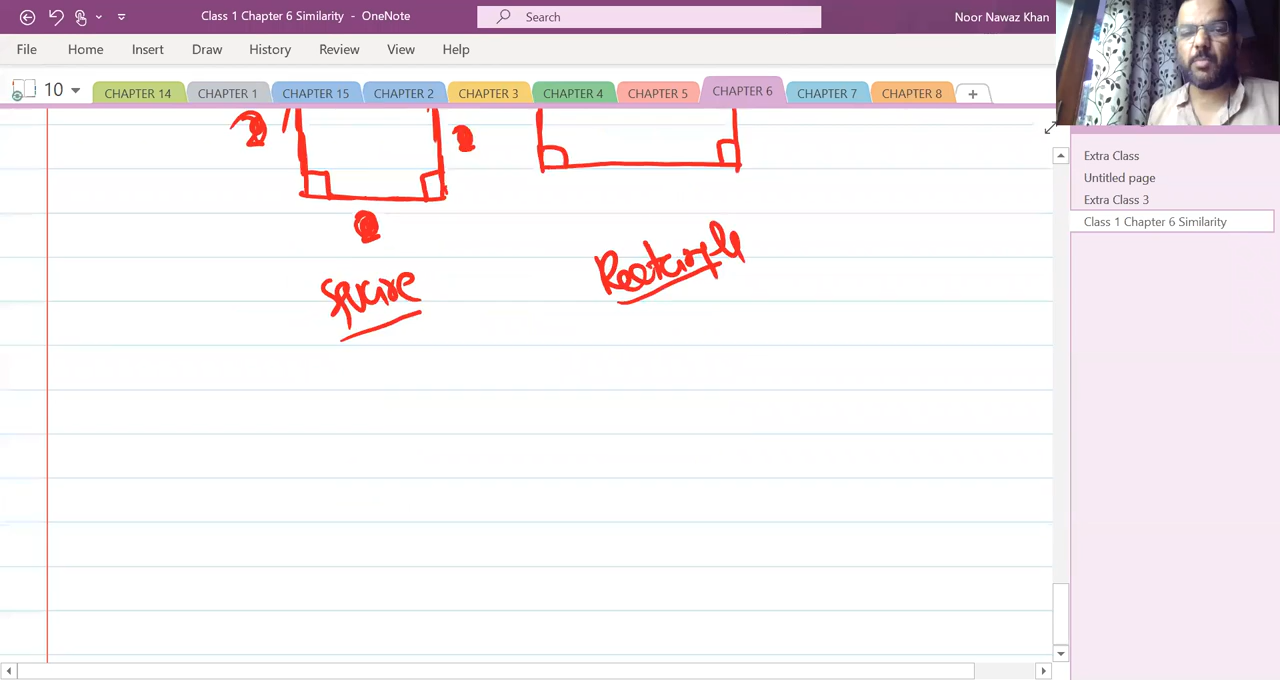 Class 1 Chapter 6 Similarity - OneNote
Search
Noor Nawaz Khan
File Home Insert Draw History Review View Help
10 CHAPTER 14 CHAPTER 1 CHAPTER 15 CHAPTER 2 CHAPTER 3 CHAPTER 4 CHAPTER 5 CHAPTER 6 CHAPTER 7 CHAPTER 8 +
Extra Class
Untitled page
Extra Class 3
Class 1 Chapter 6 Similarity
2 2
2
Square
Rectangle